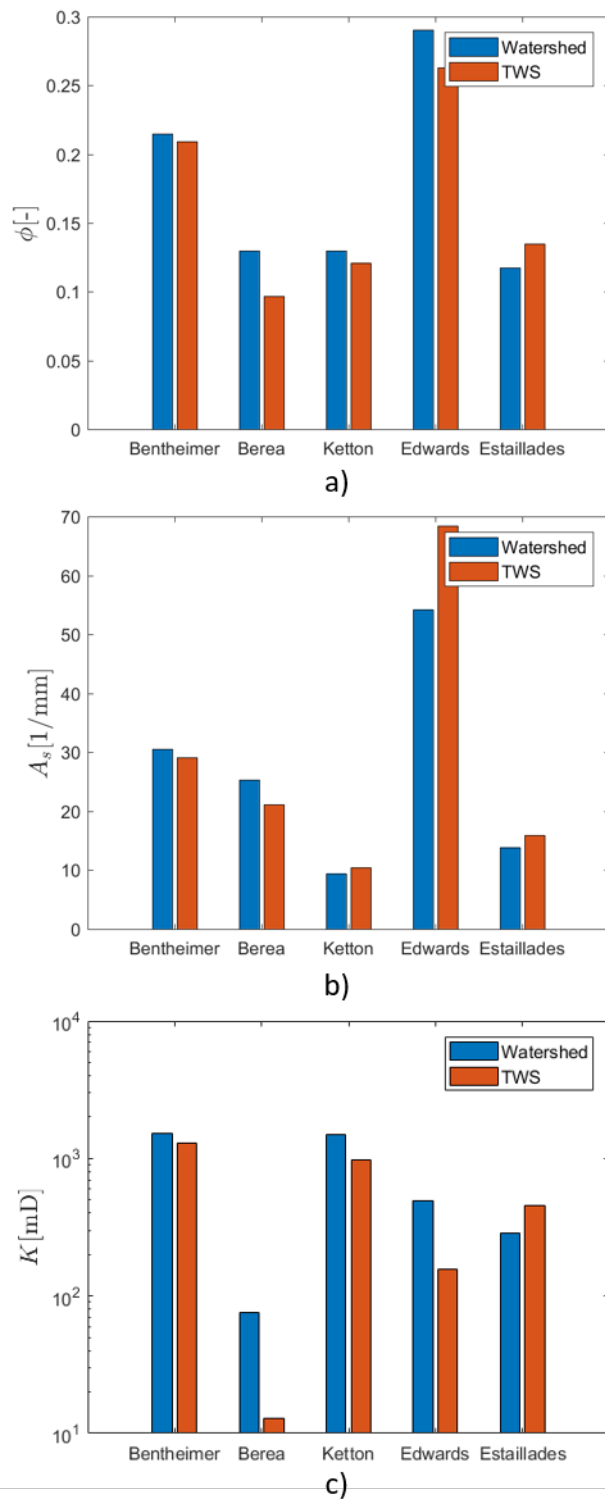 0.3
0.25
0.2
0.15
0.1
0.05
0
ϕ[-]
Watershed
TWS
Bentheimer Berea Ketton Edwards Estaillades
a)
70
60
50
40
30
20
10
0
A_s[1/mm]
Watershed
TWS
Bentheimer Berea Ketton Edwards Estaillades
b)
10^4
10^3
10^2
10^1
K[mD]
Watershed
TWS
Bentheimer Berea Ketton Edwards Estaillades
c)